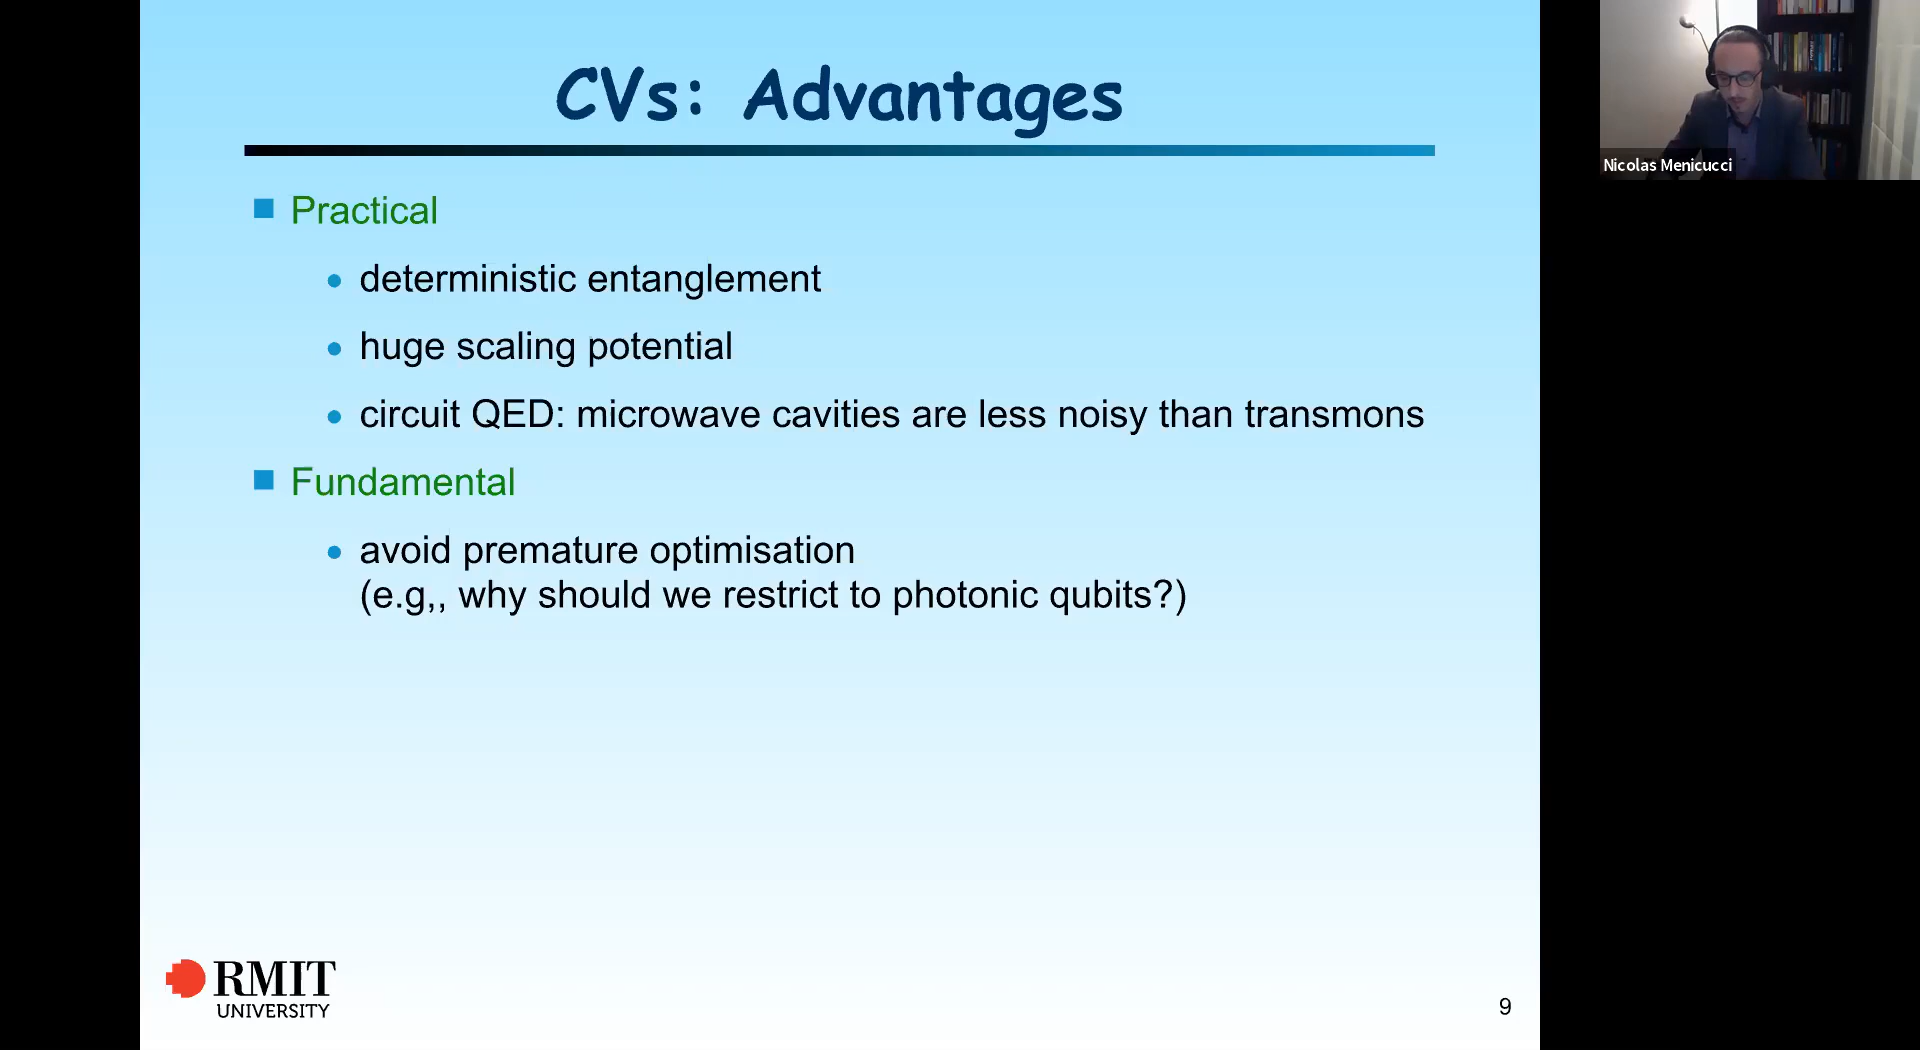 CVs: Advantages
Practical
deterministic entanglement
huge scaling potential
circuit QED: microwave cavities are less noisy than transmons
Fundamental
avoid premature optimisation
(e.g,, why should we restrict to photonic qubits?)
RMIT
UNIVERSITY
9
Nicolas Menicucci